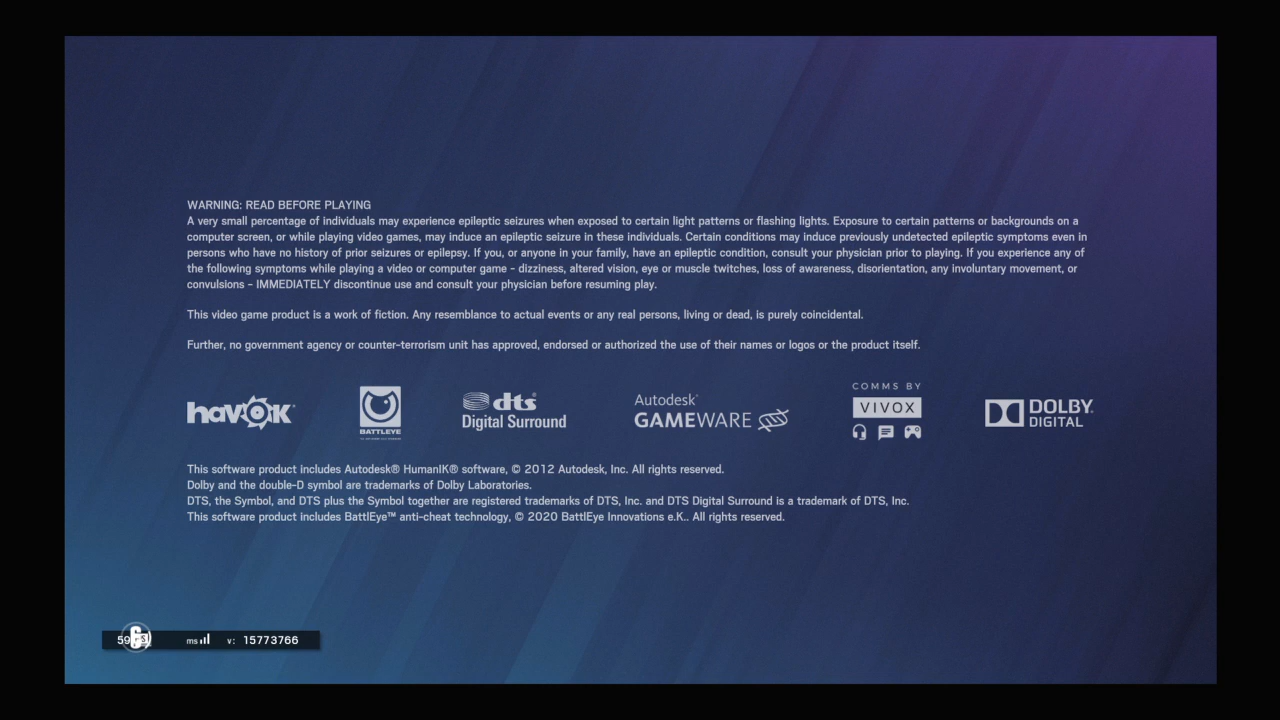 WARNING: READ BEFORE PLAYING
A very small percentage of individuals may experience epileptic seizures when exposed to certain light patterns or flashing lights. Exposure to certain patterns or backgrounds on a
computer screen, or while playing video games, may induce an epileptic seizure in these individuals. Certain conditions may induce previously undetected epileptic symptoms even in
persons who have no history of prior seizures or epilepsy. If you, or anyone in your family, have an epileptic condition, consult your physician prior to playing. If you experience any of
the following symptoms while playing a video or computer game - dizziness, altered vision, eye or muscle twitches, loss of awareness, disorientation, any involuntary movement, or
convulsions - IMMEDIATELY discontinue use and consult your physician before resuming play.
This video game product is a work of fiction. Any resemblance to actual events or any real persons, living or dead, is purely coincidental.
Further, no government agency or counter-terrorism unit has approved, endorsed or authorized the use of their names or logos or the product itself.
havok
BATTLEYE
dts
Digital Surround
Autodesk
GAMEWARE
COMMS BY
VIVOX
DOLBY
DIGITAL
This software product includes Autodesk® HumanIK® software, © 2012 Autodesk, Inc. All rights reserved.
Dolby and the double-D symbol are trademarks of Dolby Laboratories.
DTS, the Symbol, and DTS plus the Symbol together are registered trademarks of DTS, Inc. and DTS Digital Surround is a trademark of DTS, Inc.
This software product includes BattlEye™ anti-cheat technology, © 2020 BattlEye Innovations e.K.. All rights reserved.
ms v: 15773766